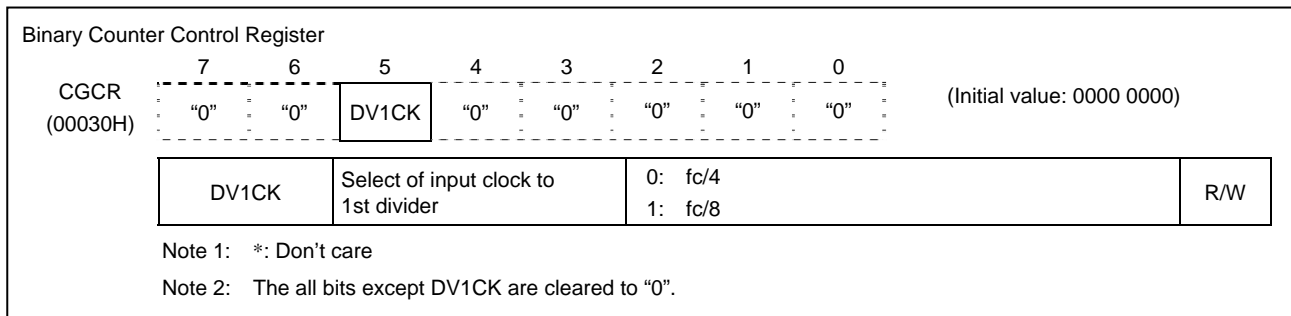 Binary Counter Control Register
7 6 5 4 3 2 1 0
CGCR
(00030H)
“0” “0” DV1CK “0” “0” “0” “0” “0”
(Initial value: 0000 0000)
DV1CK
Select of input clock to
1st divider
0: fc/4
1: fc/8
R/W
Note 1: *: Don’t care
Note 2: The all bits except DV1CK are cleared to “0”.